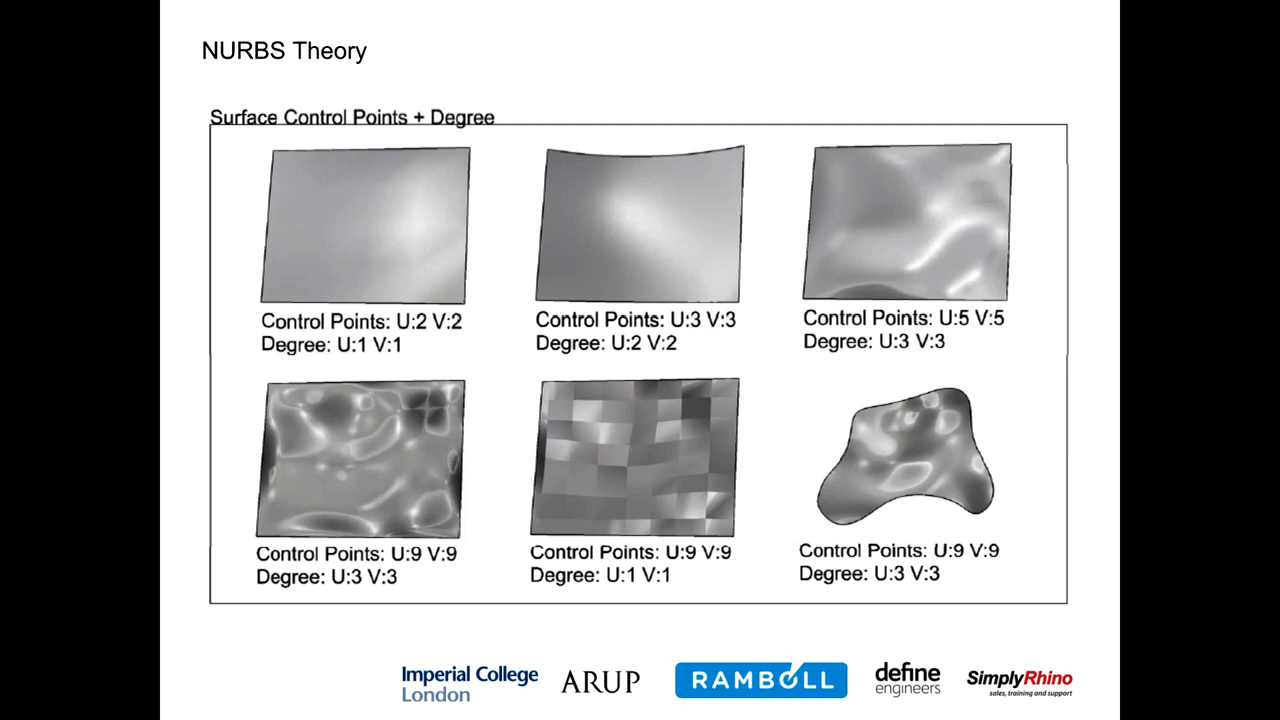 NURBS Theory
Surface Control Points + Degree
Control Points: U:2 V:2
Degree: U:1 V:1
Control Points: U:3 V:3
Degree: U:2 V:2
Control Points: U:5 V:5
Degree: U:3 V:3
Control Points: U:9 V:9
Degree: U:3 V:3
Control Points: U:9 V:9
Degree: U:1 V:1
Control Points: U:9 V:9
Degree: U:3 V:3
Imperial College
London
ARUP
RAMBOLL
define
engineers
SimplyRhino
sales, training and support